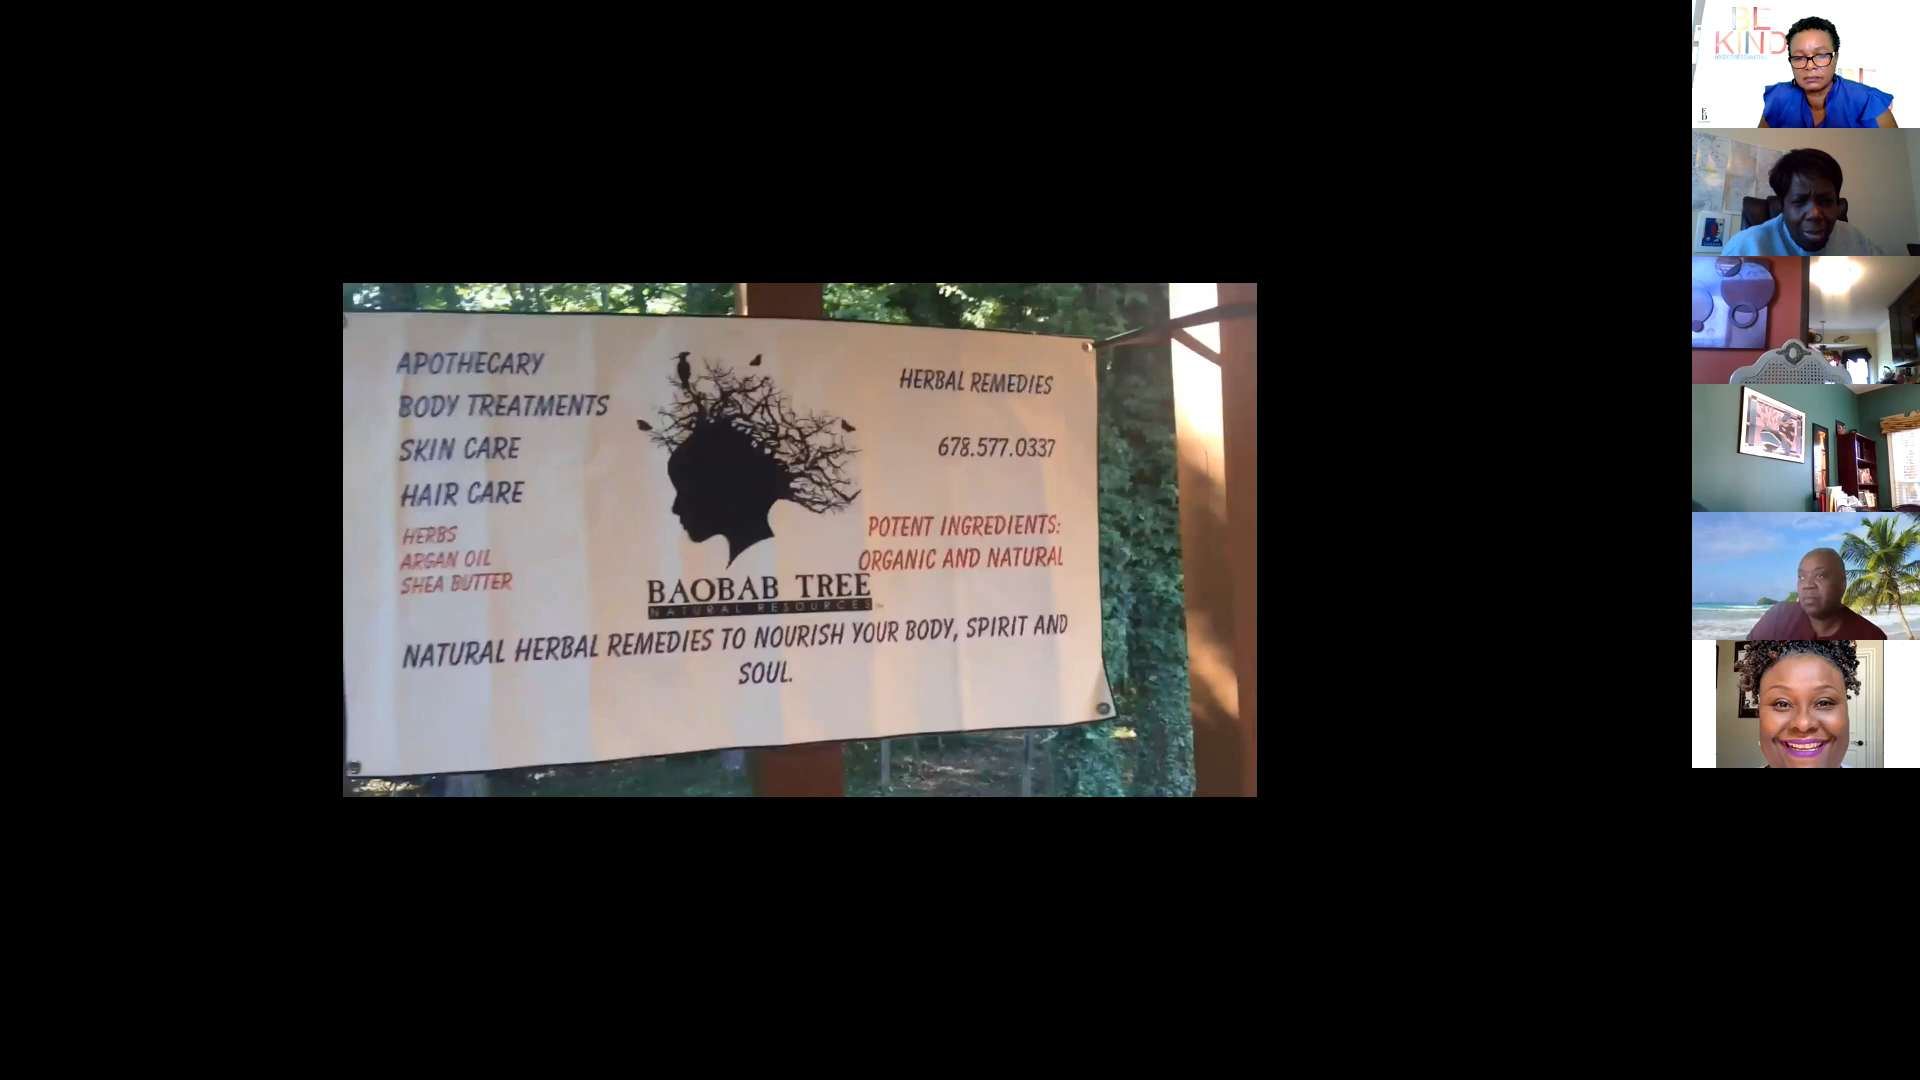 APOTHECARY
BODY TREATMENTS
SKIN CARE
HAIR CARE
HERBS
ARGAN OIL
SHEA BUTTER
HERBAL REMEDIES
678.577.0337
POTENT INGREDIENTS:
ORGANIC AND NATURAL
BAOBAB TREE
NATURAL RESOURCES
NATURAL HERBAL REMEDIES TO NOURISH YOUR BODY, SPIRIT AND
SOUL.
BE
KIND
BE